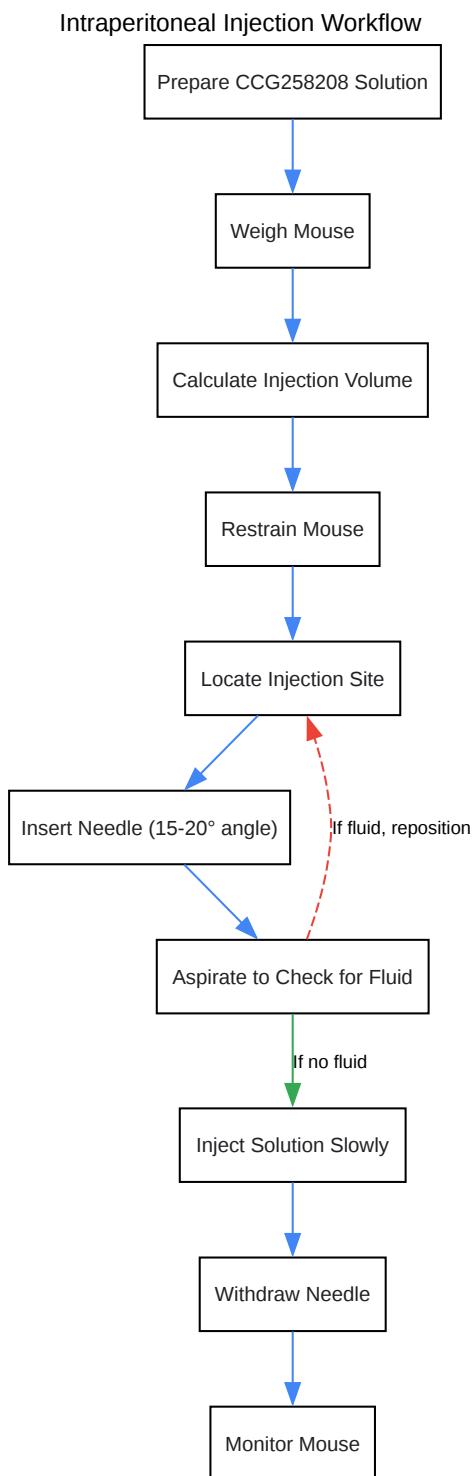 Intraperitoneal Injection Workflow
Prepare CCG258208 Solution
Weigh Mouse
Calculate Injection Volume
Restrain Mouse
Locate Injection Site
Insert Needle (15-20° angle)
If fluid, reposition
Aspirate to Check for Fluid
If no fluid
Inject Solution Slowly
Withdraw Needle
Monitor Mouse